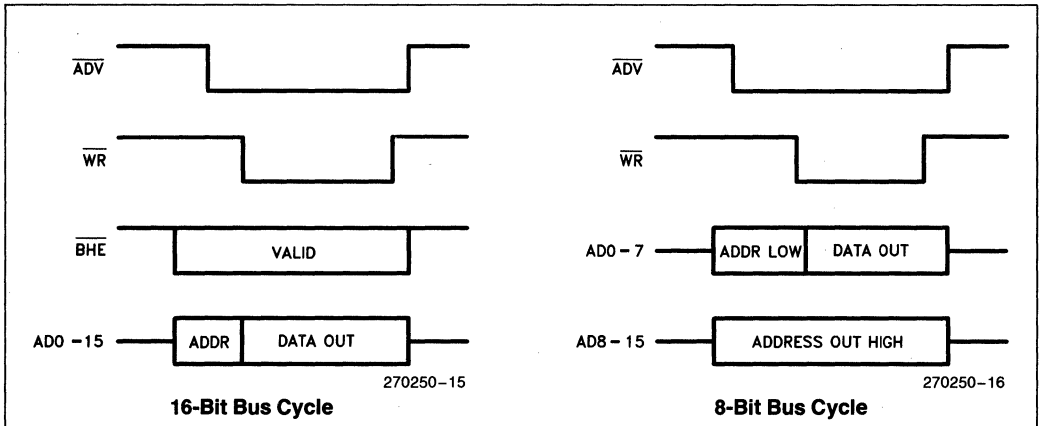 ADV
WR
BHE
VALID
AD0 – 15
ADDR
DATA OUT
270250–15
16-Bit Bus Cycle
ADV
WR
AD0 – 7
ADDR LOW
DATA OUT
AD8 – 15
ADDRESS OUT HIGH
270250–16
8-Bit Bus Cycle